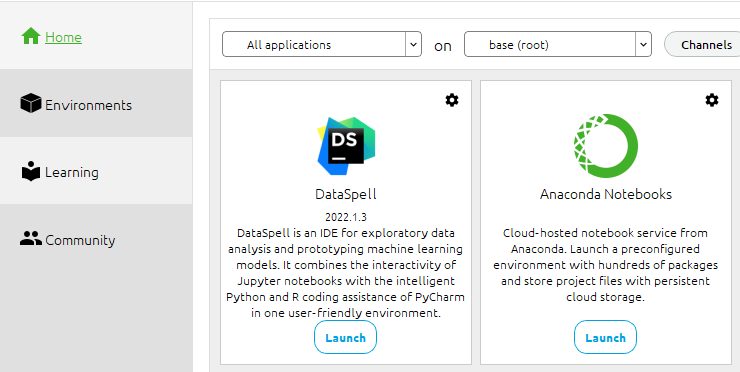 Home
Environments
Learning
Community
All applications
on
base (root)
Channels
DS
DataSpell
2022.1.3
DataSpell is an IDE for exploratory data
analysis and prototyping machine learning
models. It combines the interactivity of
Jupyter notebooks with the intelligent
Python and R coding assistance of PyCharm
in one user-friendly environment.
Launch
Anaconda Notebooks
Cloud-hosted notebook service from
Anaconda. Launch a preconfigured
environment with hundreds of packages
and store project files with persistent
cloud storage.
Launch